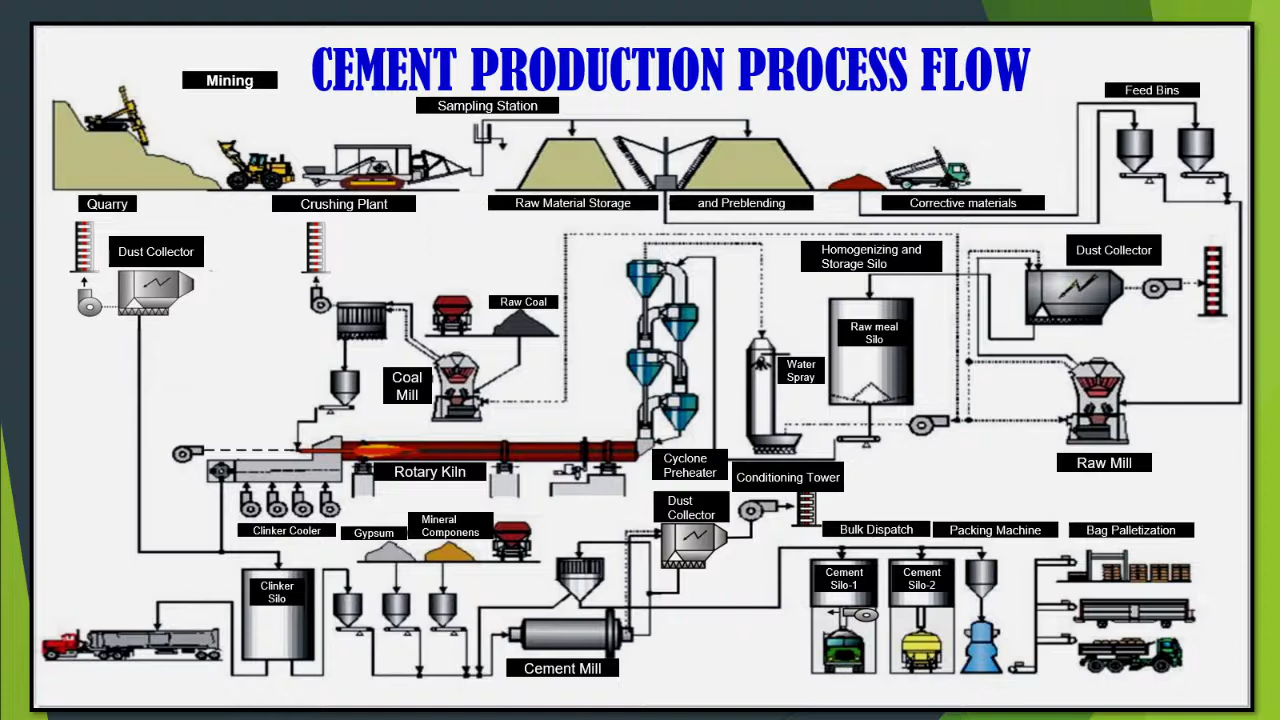 CEMENT PRODUCTION PROCESS FLOW
Mining
Sampling Station
Feed Bins
Quarry
Crushing Plant
Raw Material Storage
and Preblending
Corrective materials
Dust Collector
Homogenizing and
Storage Silo
Dust Collector
Raw Coal
Raw meal
Silo
Water
Spray
Coal
Mill
Rotary Kiln
Cyclone
Preheater
Conditioning Tower
Raw Mill
Dust
Collector
Clinker Cooler
Gypsum
Mineral
Componens
Bulk Dispatch
Packing Machine
Bag Palletization
Clinker
Silo
Cement
Silo-1
Cement
Silo-2
Cement Mill